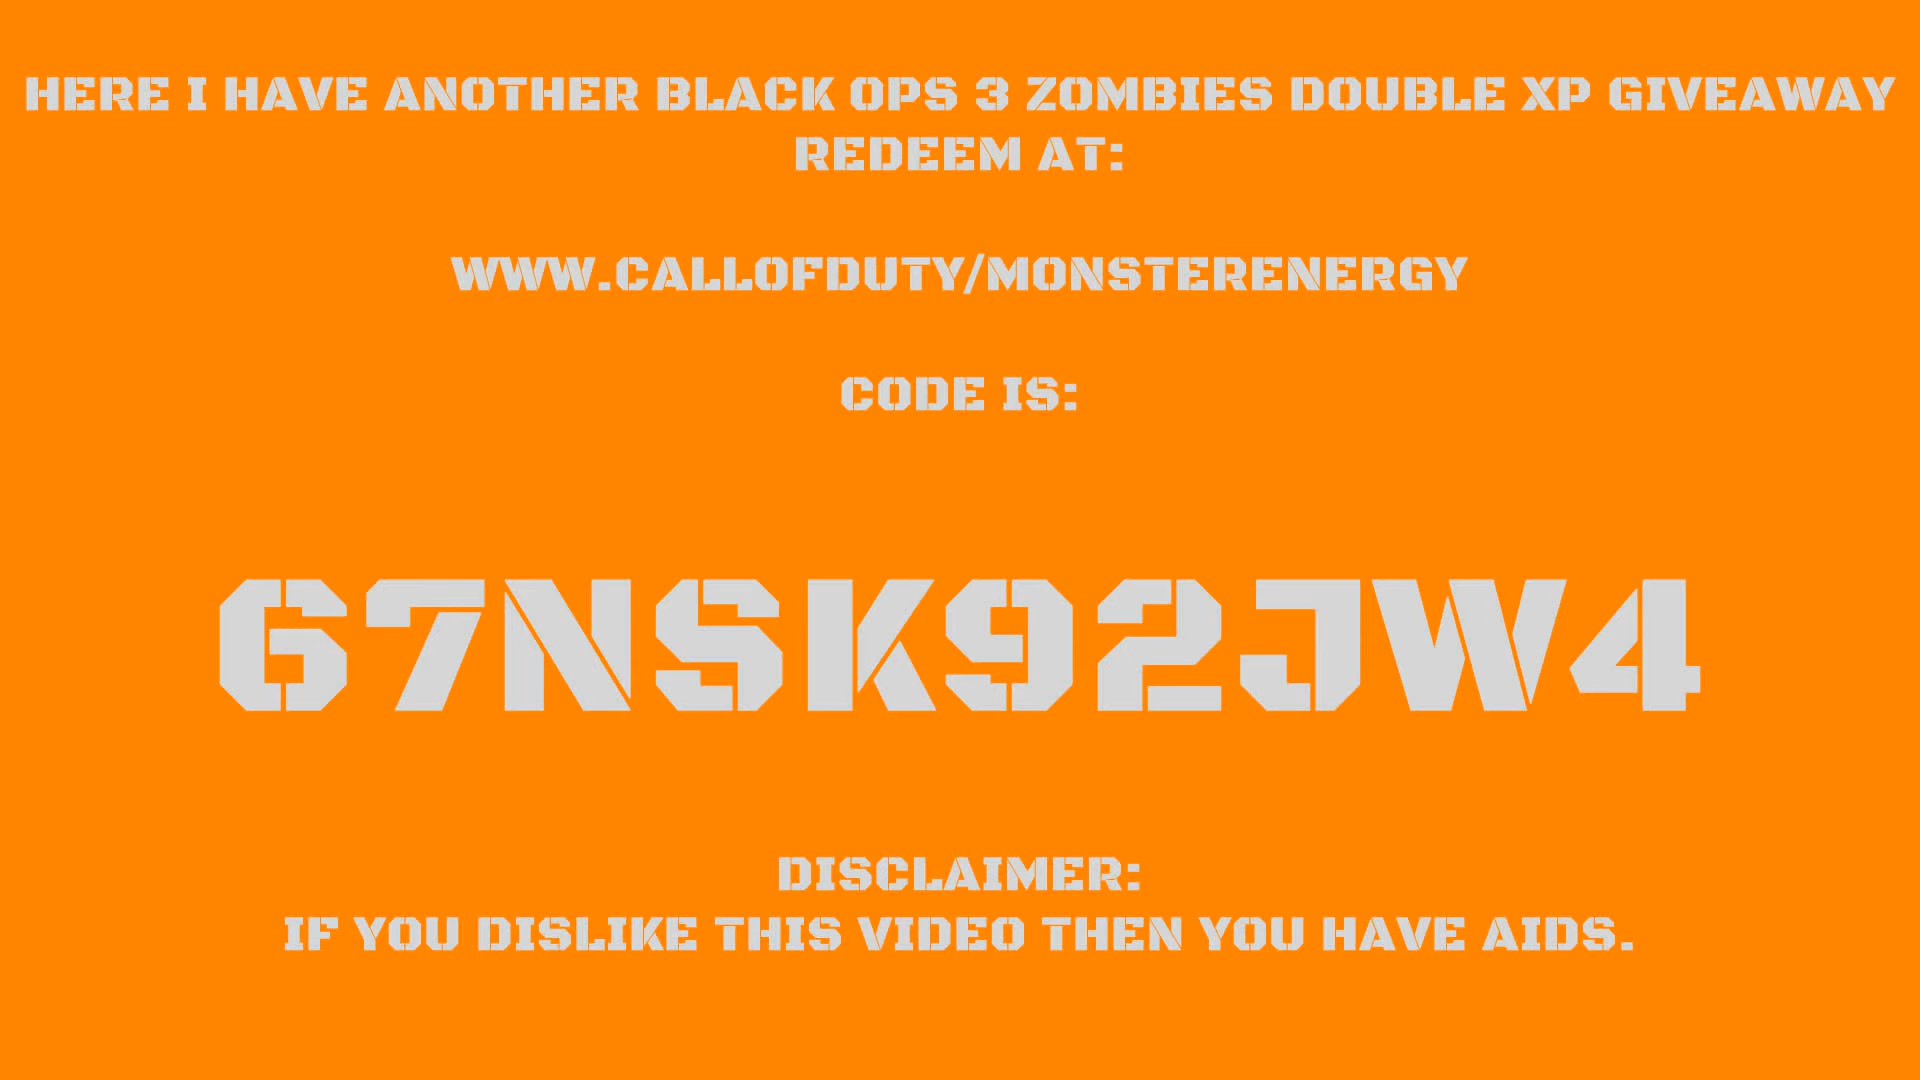 HERE I HAVE ANOTHER BLACK OPS 3 ZOMBIES DOUBLE XP GIVEAWAY
REDEEM AT:
WWW.CALLOFDUTY/MONSTERENERGY
CODE IS:
67NSK92JW4
DISCLAIMER:
IF YOU DISLIKE THIS VIDEO THEN YOU HAVE AIDS.